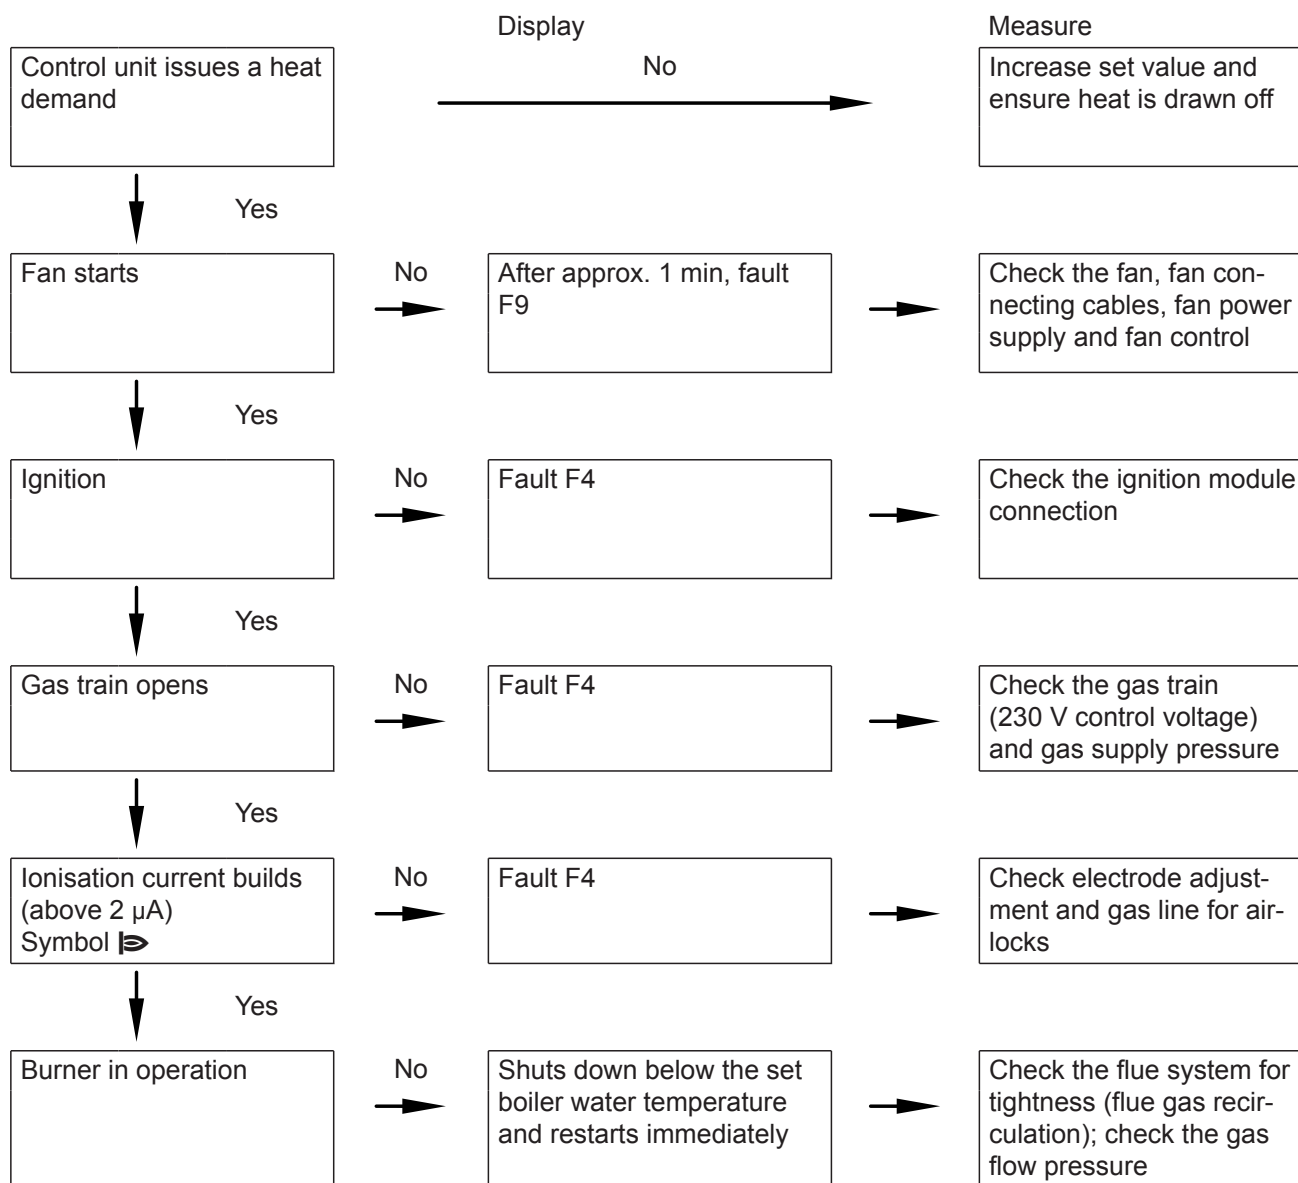 Display
Measure
Control unit issues a heat
demand
No
Increase set value and
ensure heat is drawn off
Yes
Fan starts
No
After approx. 1 min, fault
F9
Check the fan, fan con-
necting cables, fan power
supply and fan control
Yes
Ignition
No
Fault F4
Check the ignition module
connection
Yes
Gas train opens
No
Fault F4
Check the gas train
(230 V control voltage)
and gas supply pressure
Yes
Ionisation current builds
(above 2 µA)
Symbol
No
Fault F4
Check electrode adjust-
ment and gas line for air-
locks
Yes
Burner in operation
No
Shuts down below the set
boiler water temperature
and restarts immediately
Check the flue system for
tightness (flue gas recir-
culation); check the gas
flow pressure